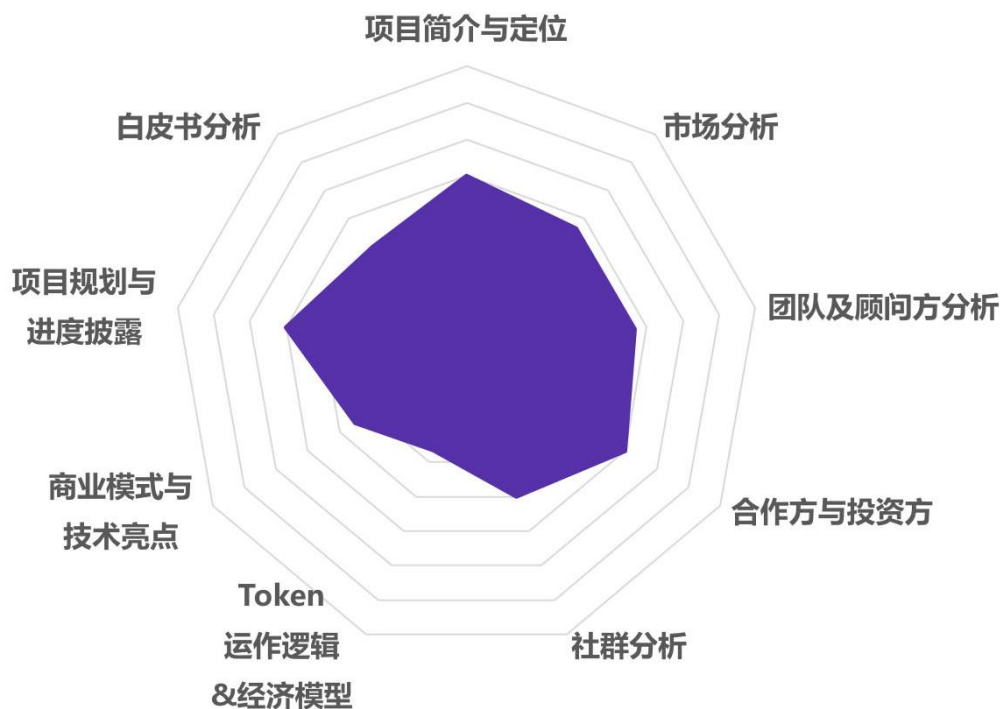 项目简介与定位
白皮书分析
市场分析
项目规划与
进度披露
团队及顾问方分析
商业模式与
技术亮点
合作方与投资方
Token
运作逻辑
&经济模型
社群分析